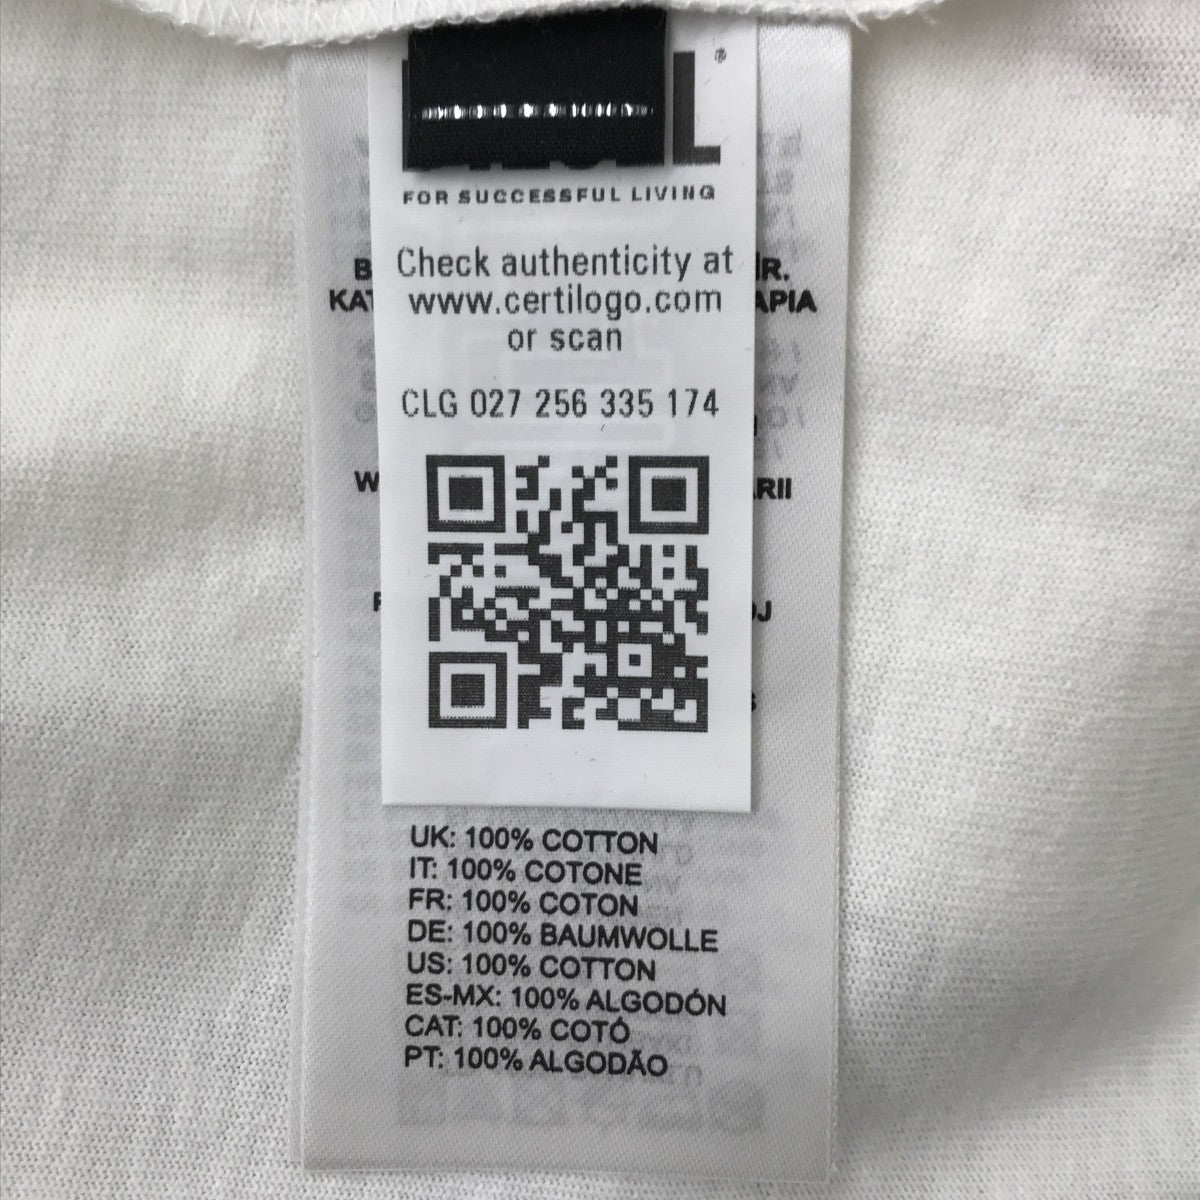 FOR SUCCESSFUL LIVING
Check authenticity at
www.certilogo.com
or scan
CLG 027 256 335 174
UK: 100% COTTON
IT: 100% COTONE
FR: 100% COTON
DE: 100% BAUMWOLLE
US: 100% COTTON
ES-MX: 100% ALGODÓN
CAT: 100% COTÓ
PT: 100% ALGODÃO